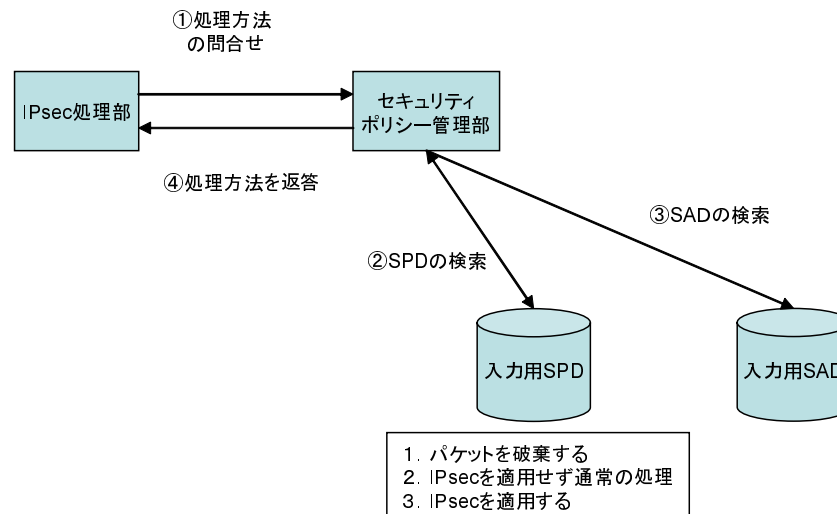 ①処理方法
の問合せ
IPsec処理部
セキュリティ
ポリシー管理部
④処理方法を返答
③SADの検索
②SPDの検索
入力用SPD
入力用SAD
1. パケットを破棄する
2. IPsecを適用せず通常の処理
3. IPsecを適用する